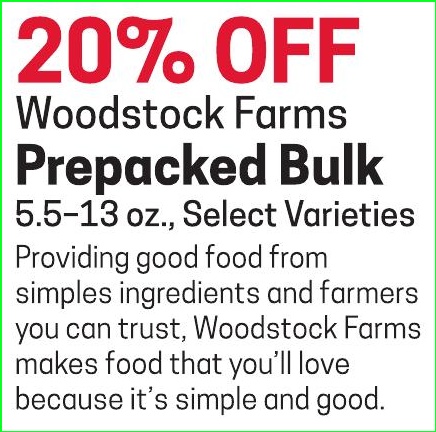 20% OFF
Woodstock Farms
Prepacked Bulk
5.5–13 oz., Select Varieties
Providing good food from
simples ingredients and farmers
you can trust, Woodstock Farms
makes food that you’ll love
because it’s simple and good.